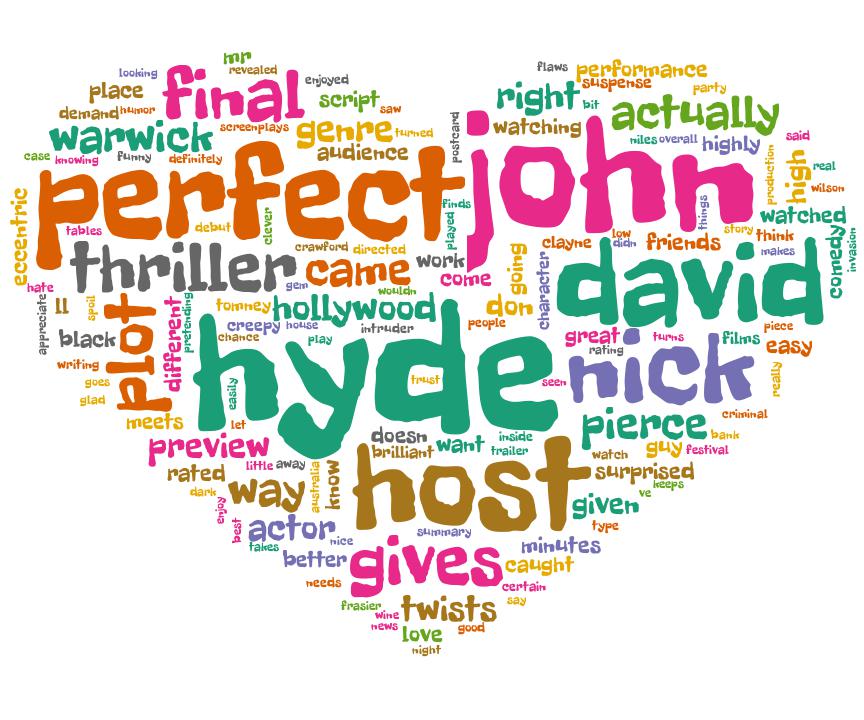 mr
looking
revealed
enjoyed
flaws
performance
suspense
party
place
final
script
saw
right
bit
actually
demand
humor
screenplays
genre
turned
watching
warwick
audience
postcard
niles
overall
highly
said
case
knowing
funny
definitely
production
high
real
wilson
perfect
john
eccentric
tables
debut
clever
finds
played
things
story
think
watched
crawford
directed
clayne
low
didn
friends
makes
comedy
invasion
thriller
came
work
come
going
character
david
hate
gem
wouldn
ll
spoil
appreciate
plot
different
pretending
tomney
hollywood
don
people
creepy
house
intruder
black
chance
play
hyde
great
turns
films
piece
easy
rating
nick
writing
goes
glad
easily
trust
seen
really
meets
let
pierce
criminal
bank
preview
doesn
brilliant
want
inside
trailer
watch
guy
festival
rated
little
away
host
surprised
keeps
ve
dark
way
australia
know
given
enjoy
best
actor
nice
summary
type
takes
better
gives
minutes
caught
needs
certain
frasier
wine
twists
say
news
love
good
night